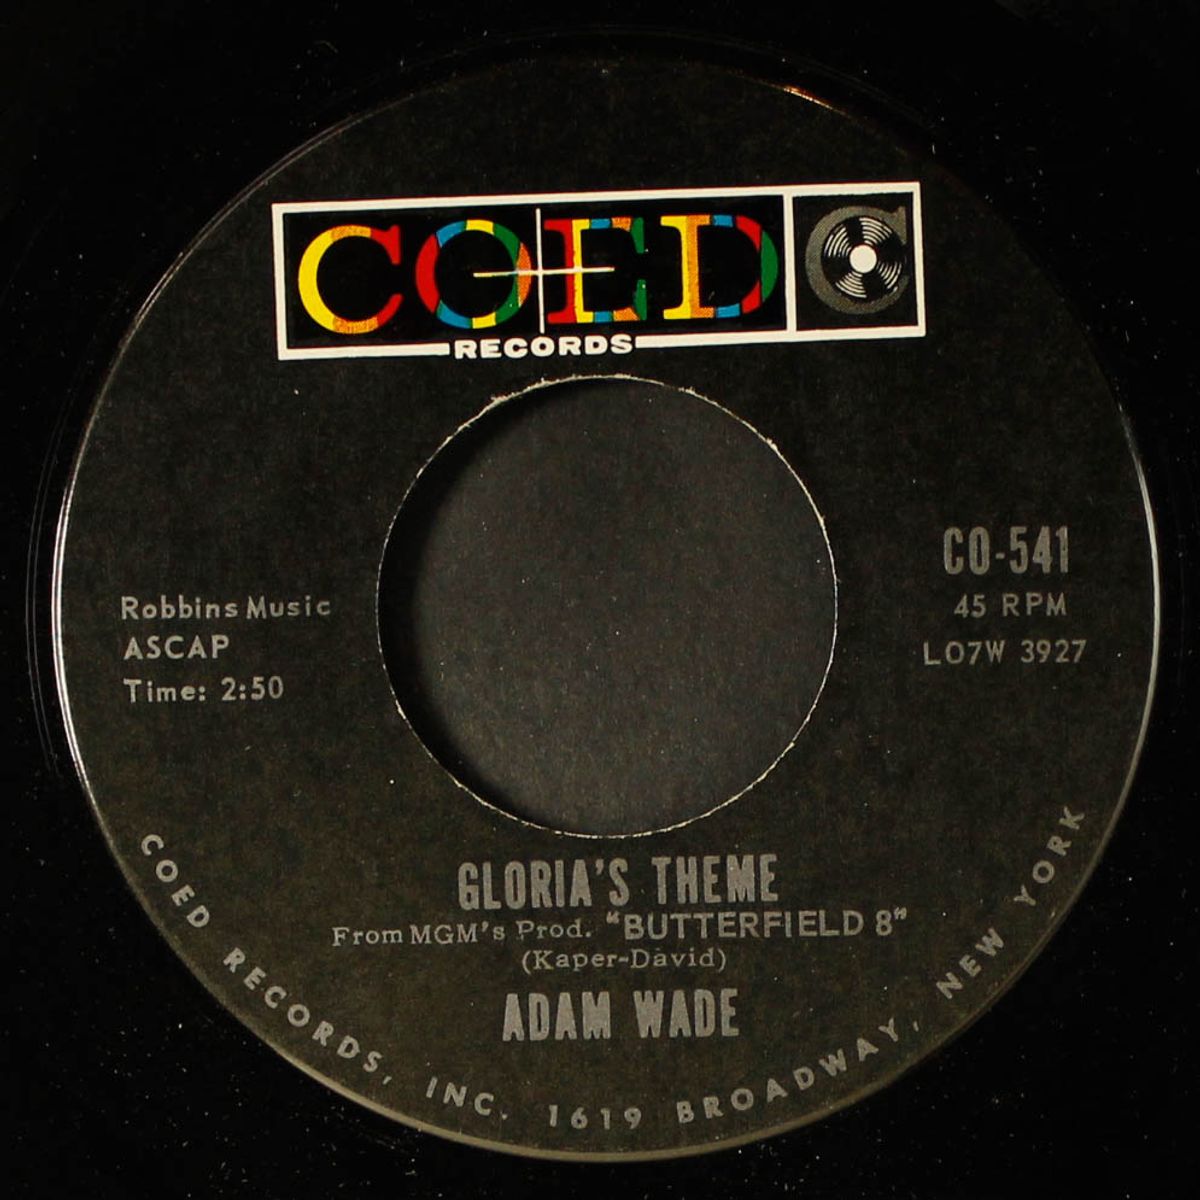 COED C
RECORDS
CO-541
45 RPM
LO7W 3927
Robbins Music
ASCAP
Time: 2:50
GLORIA'S THEME
From MGM's Prod. "BUTTERFIELD 8"
(Kaper-David)
ADAM WADE
COED RECORDS, INC. 1619 BROADWAY, NEW YORK